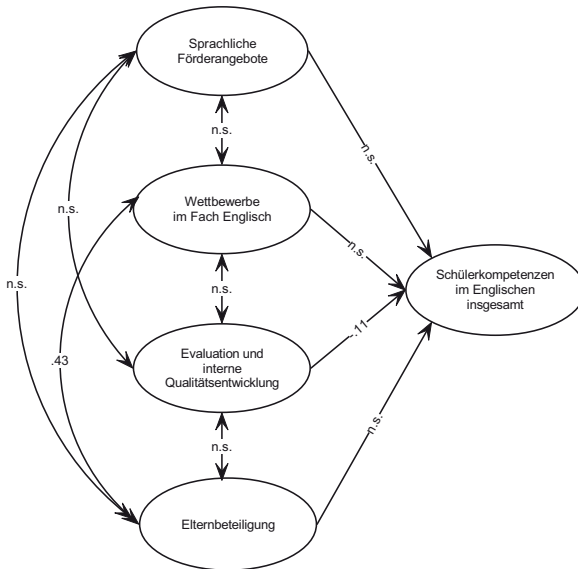 Sprachliche
Förderangebote
n.s.
n.s.
Wettbewerbe
im Fach Englisch
n.s.
n.s.
n.s.
n.s.
Schülerkompetenzen
im Englischen
insgesamt
-.11
.43
Evaluation und
interne
Qualitätsentwicklung
n.s.
n.s.
Elternbeteiligung